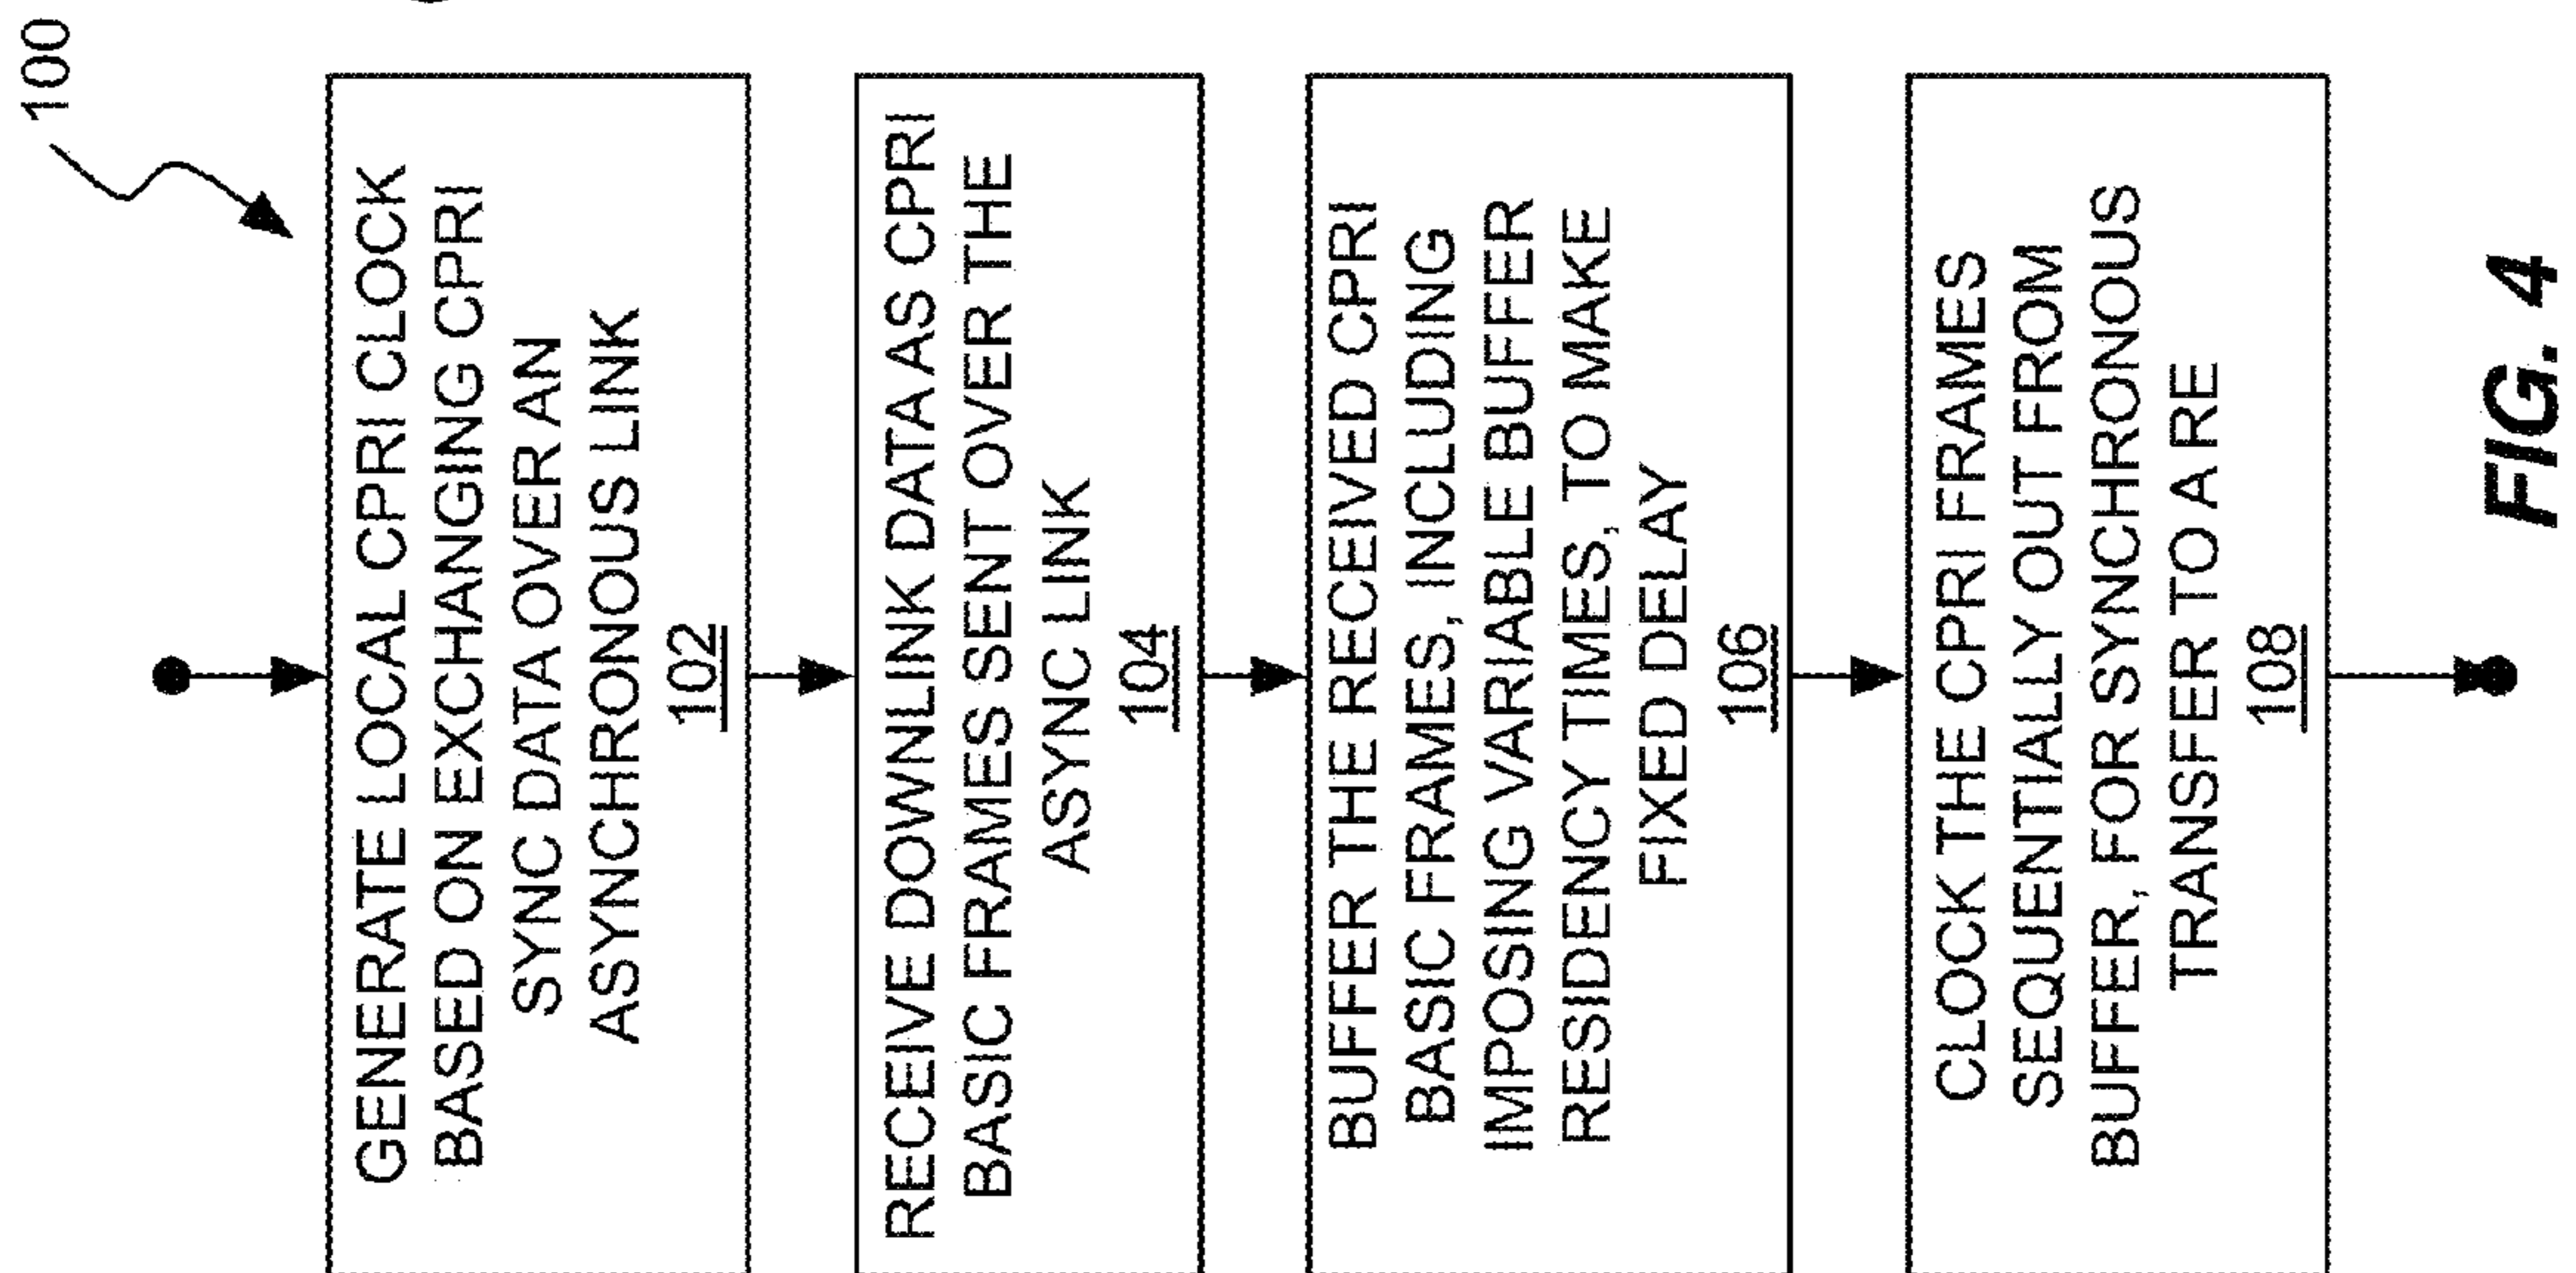 100
GENERATE LOCAL CPRI CLOCK
BASED ON EXCHANGING CPRI
SYNC DATA OVER AN
ASYNCHRONOUS LINK
102
RECEIVE DOWNLINK DATA AS CPRI
BASIC FRAMES SENT OVER THE
ASYNC LINK
104
BUFFER THE RECEIVED CPRI
BASIC FRAMES, INCLUDING
IMPOSING VARIABLE BUFFER
RESIDENCY TIMES, TO MAKE
FIXED DELAY
106
CLOCK THE CPRI FRAMES
SEQUENTIALLY OUT FROM
BUFFER, FOR SYNCHRONOUS
TRANSFER TO A RE
108
FIG. 4